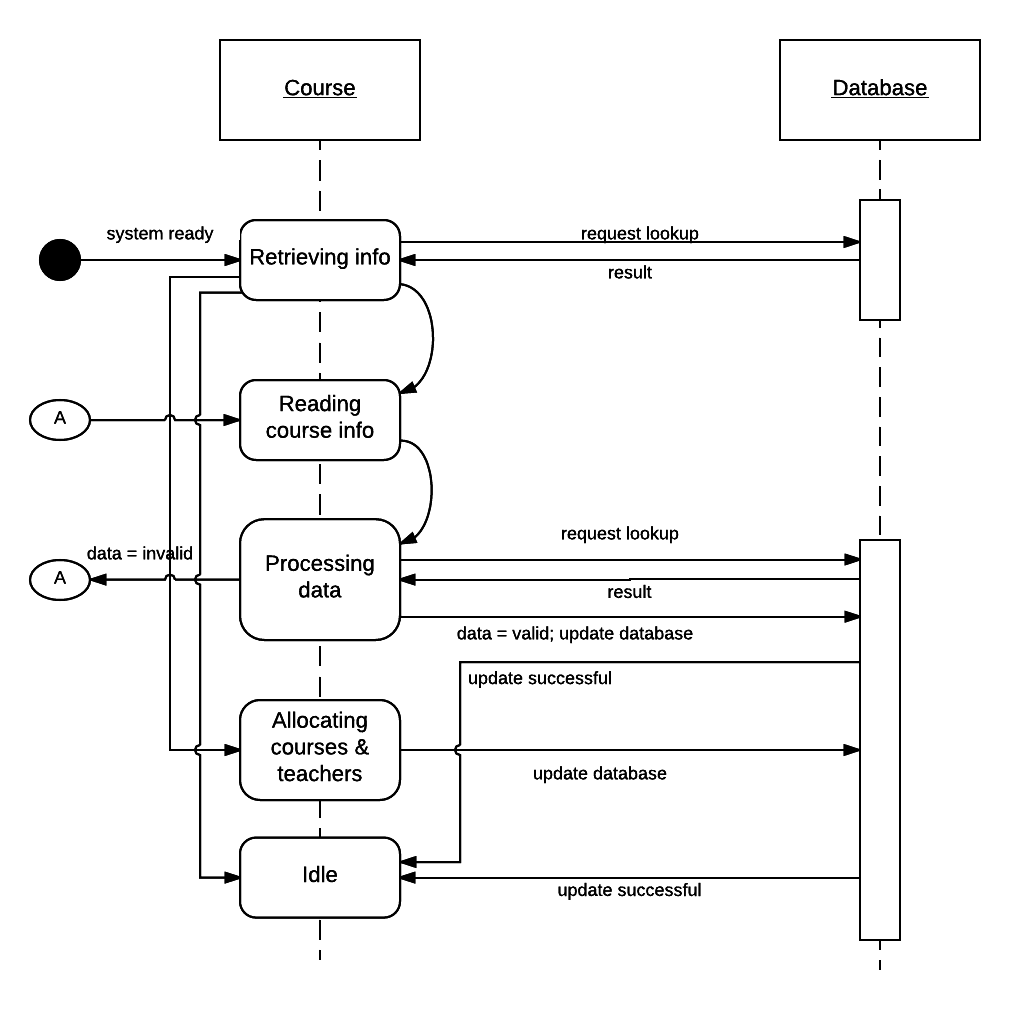 Course
Database
system ready
request lookup
Retrieving info
result
Reading
course info
A
request lookup
data = invalid
Processing
data
A
result
data = valid; update database
update successful
Allocating
courses &
teachers
update database
Idle
update successful